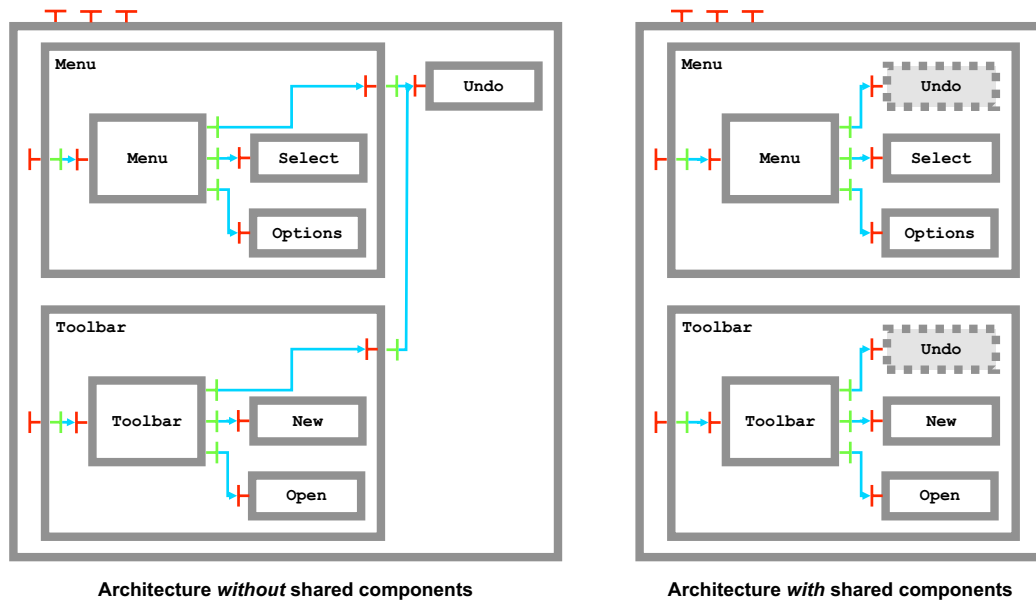 Menu
Undo
Menu
Select
Options
Toolbar
Toolbar
New
Open
Architecture without shared components
Menu
Undo
Menu
Select
Options
Toolbar
Undo
Toolbar
New
Open
Architecture with shared components